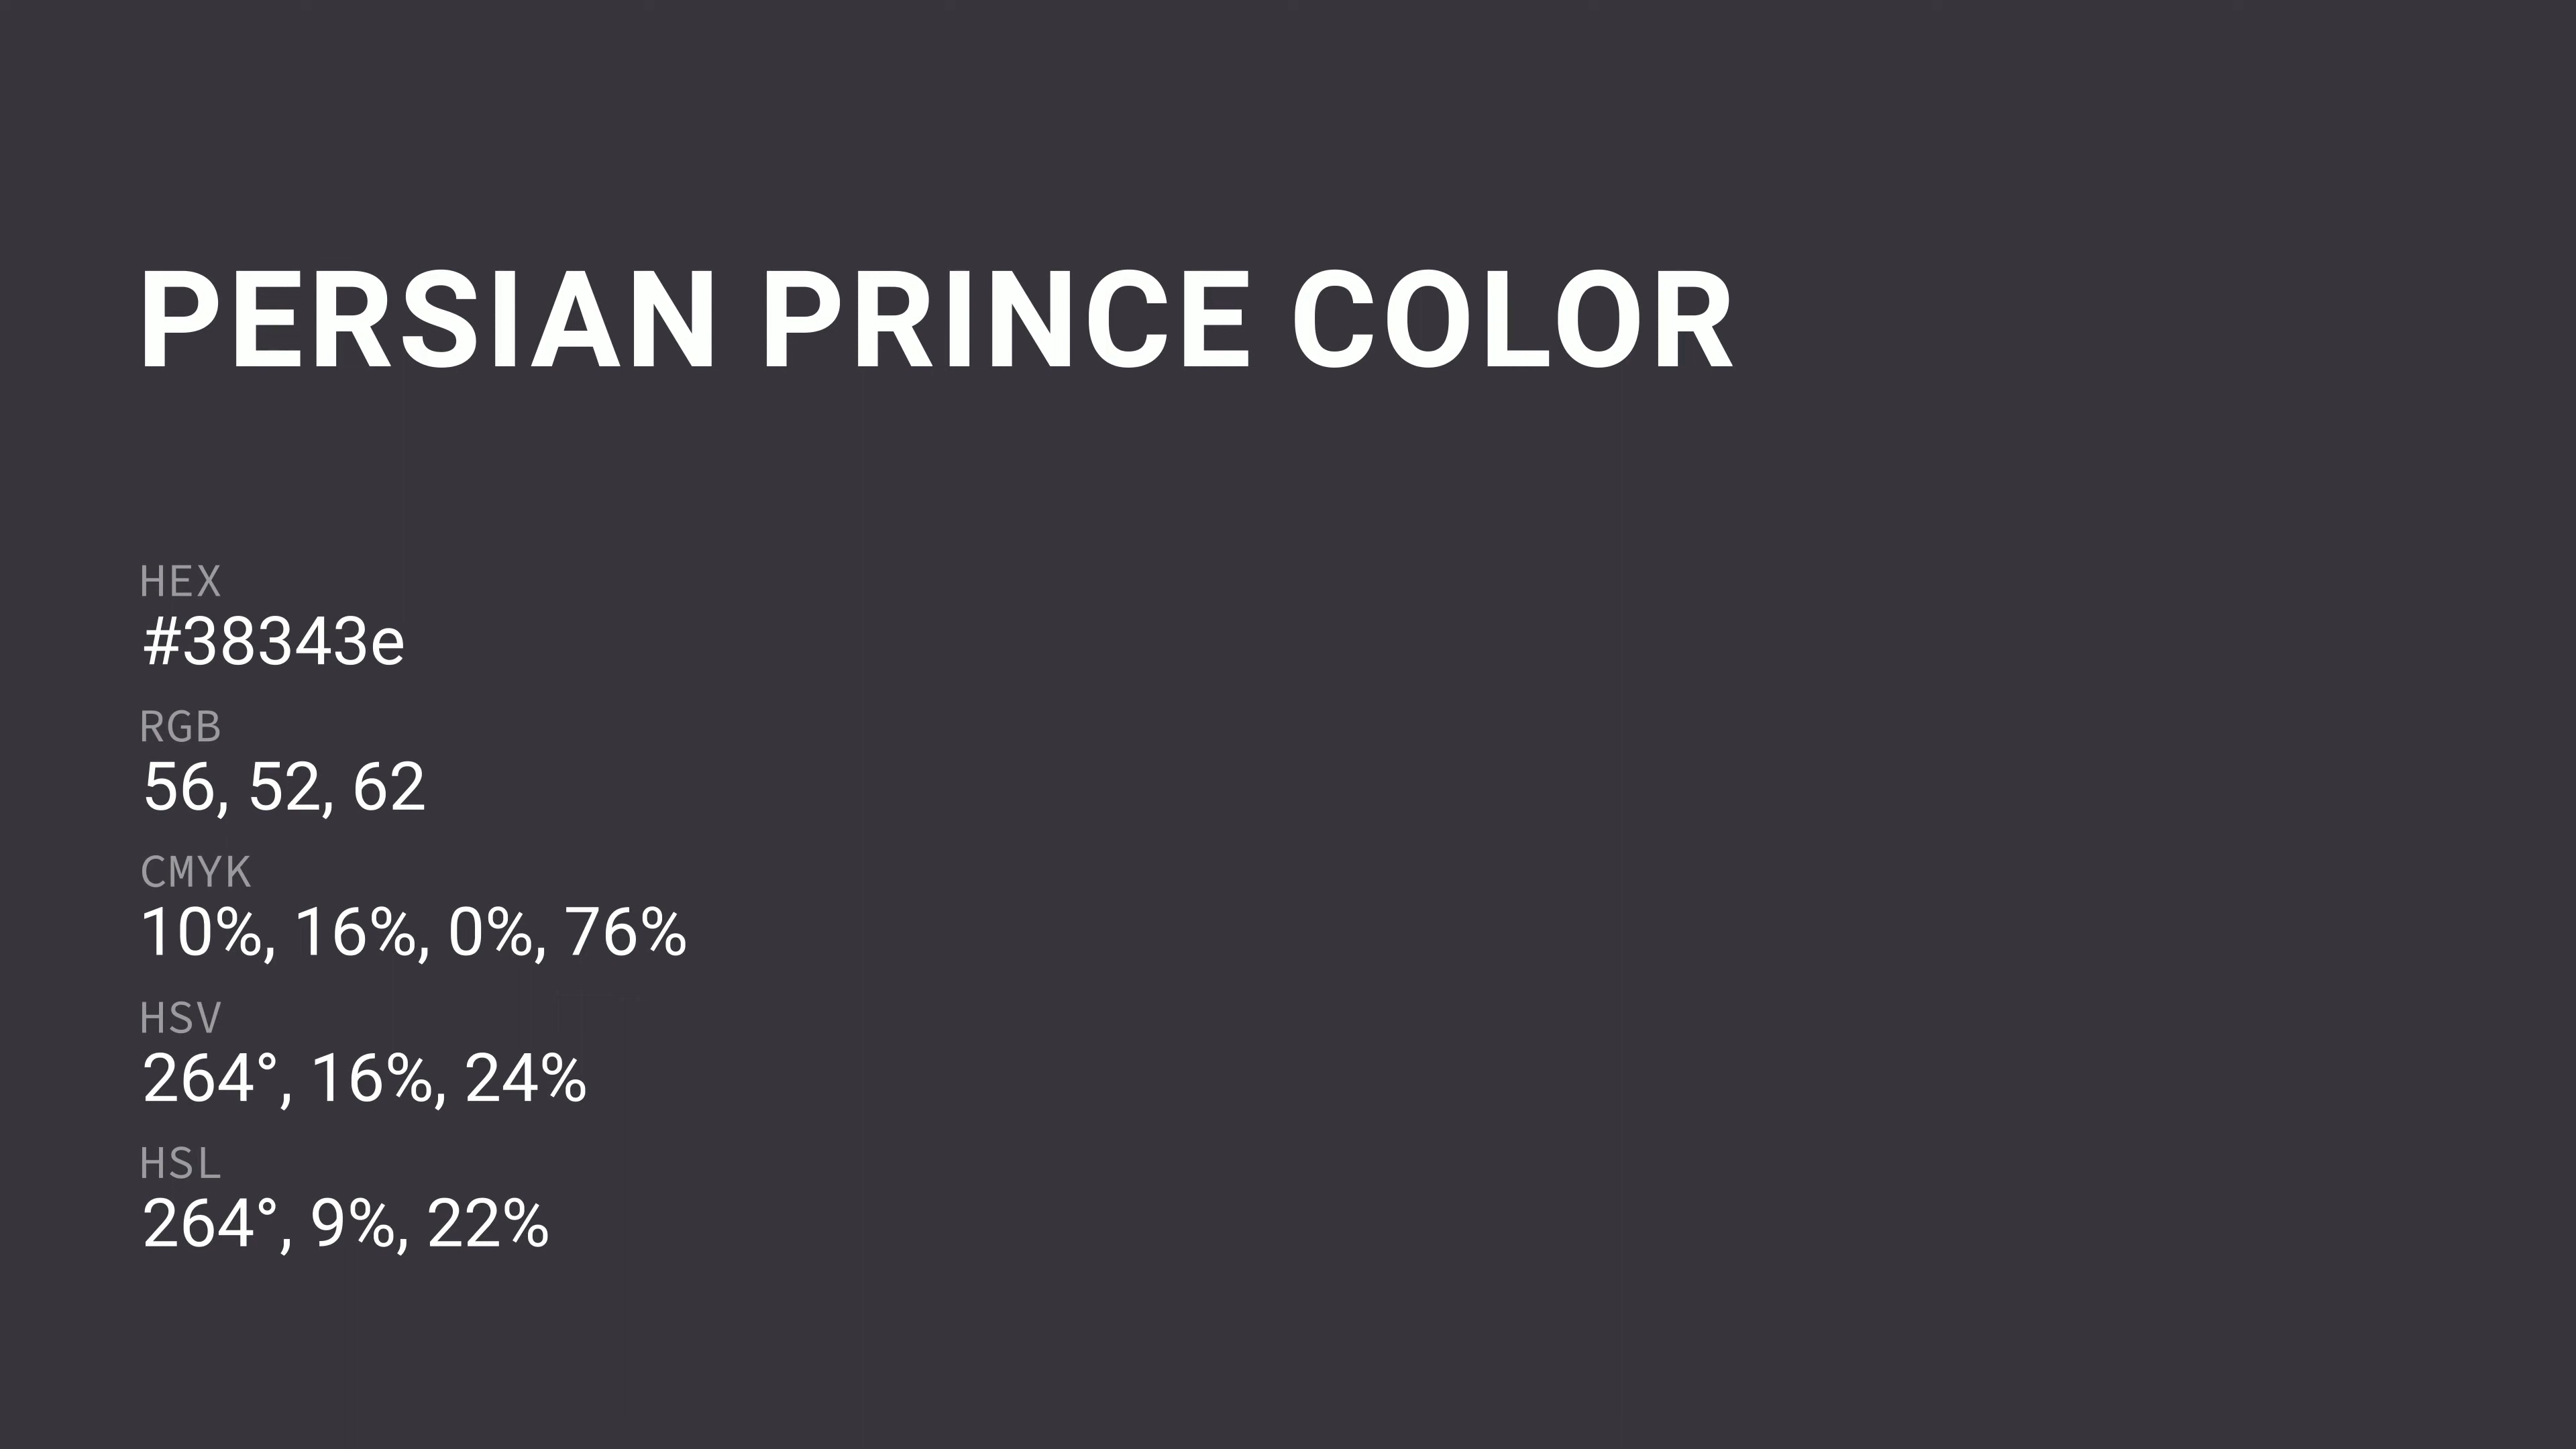 PERSIAN PRINCE COLOR
HEX
#38343e
RGB
56, 52, 62
CMYK
10%, 16%, 0%, 76%
HSV
264°, 16%, 24%
HSL
264°, 9%, 22%